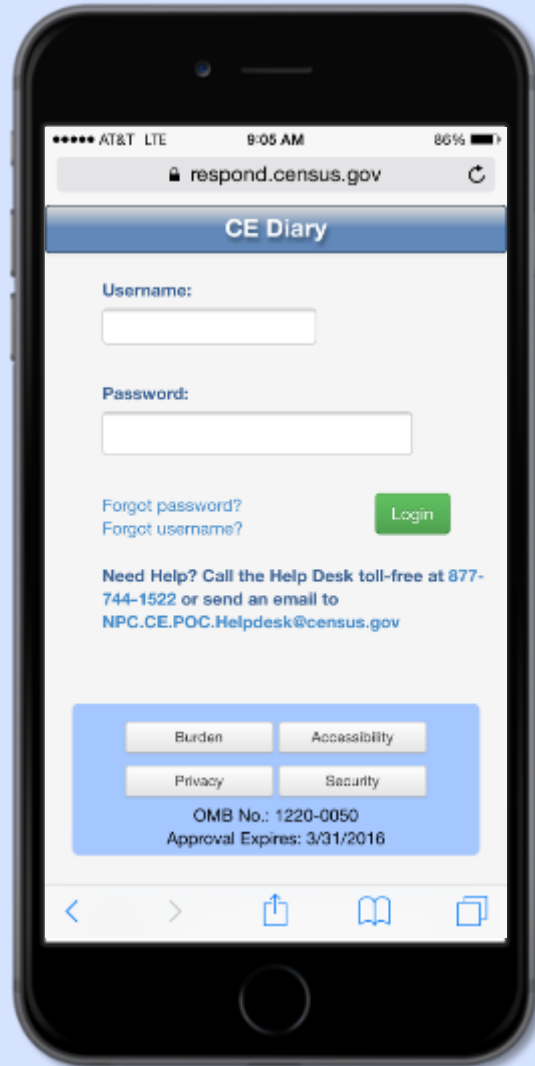 AT&T LTE 9:05 AM 86%
respond.census.gov
CE Diary
Username:
Password:
Forgot password?
Login
Forgot username?
Need Help? Call the Help Desk toll-free at 877-
744-1522 or send an email to
NPC.CE.POC.Helpdesk@census.gov
Burden Accessibility
Privacy Security
OMB No.: 1220-0050
Approval Expires: 3/31/2016